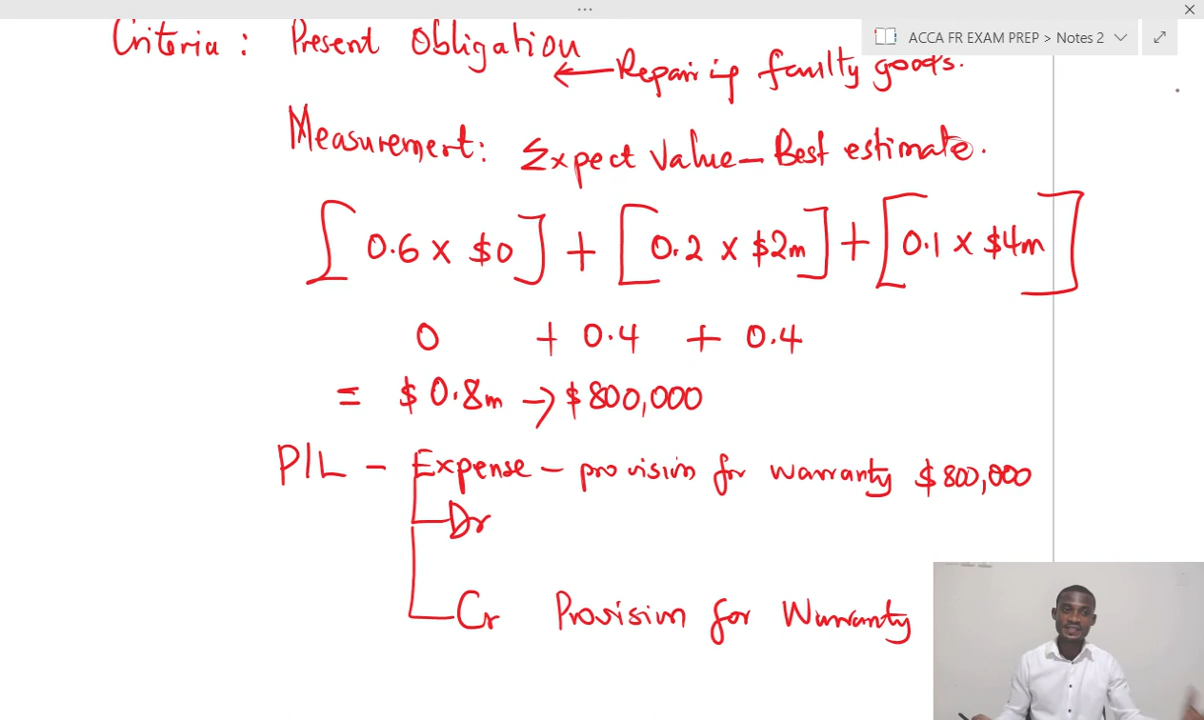 ACCA FR EXAM PREP > Notes 2
Criteria : Present Obligation
← Repairing faulty goods.
Measurement: Expect Value – Best estimate.
[0.6 x $0] + [0.2 x $2m] + [0.1 x $4m]
0 + 0.4 + 0.4
= $0.8m → $800,000
P/L – Expense – provision for warranty $800,000
Dr
Cr Provision for Warranty